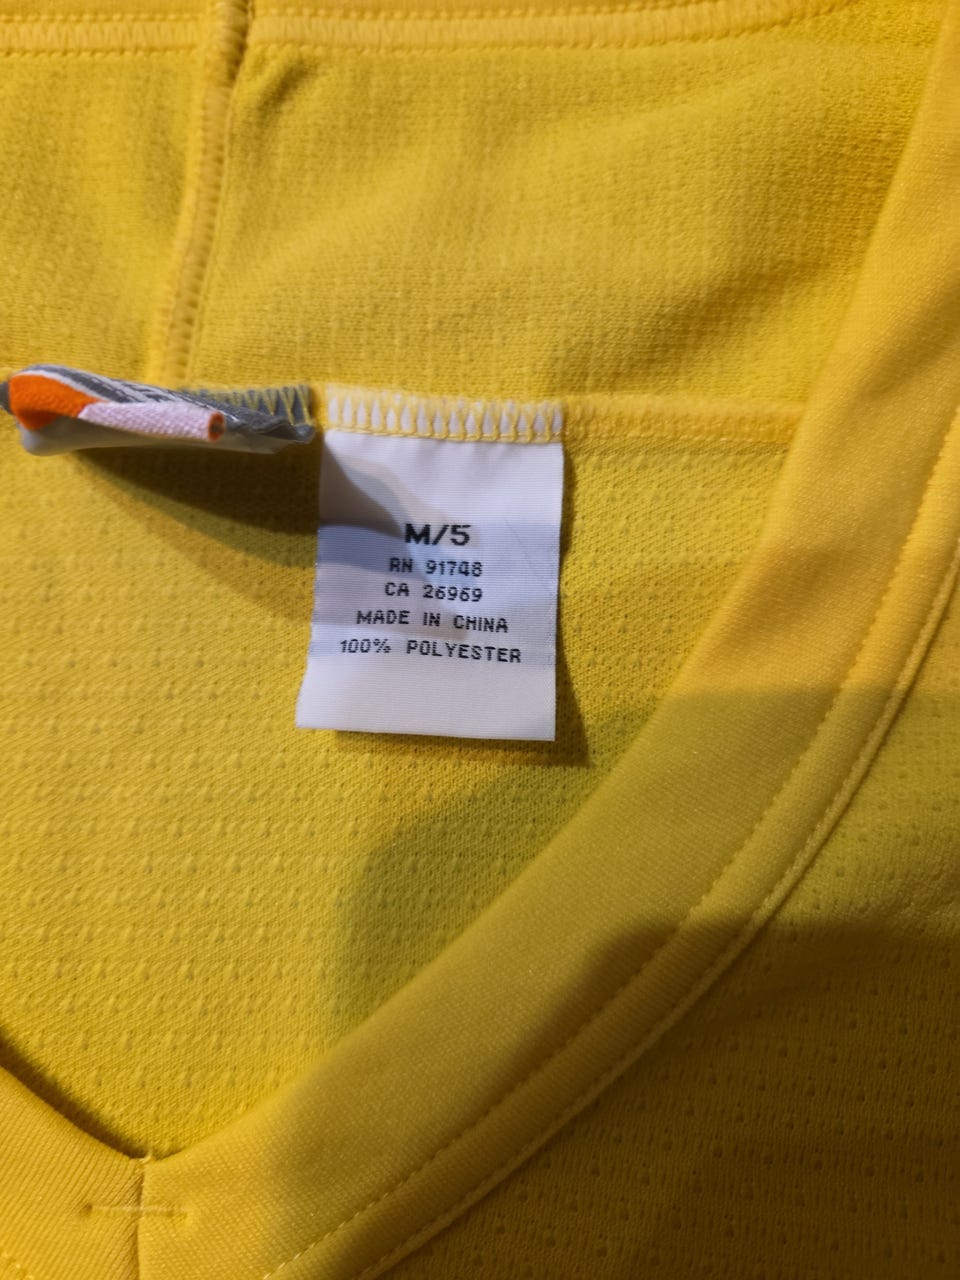 M/5
RN 91748
CA 26969
MADE IN CHINA
100% POLYESTER